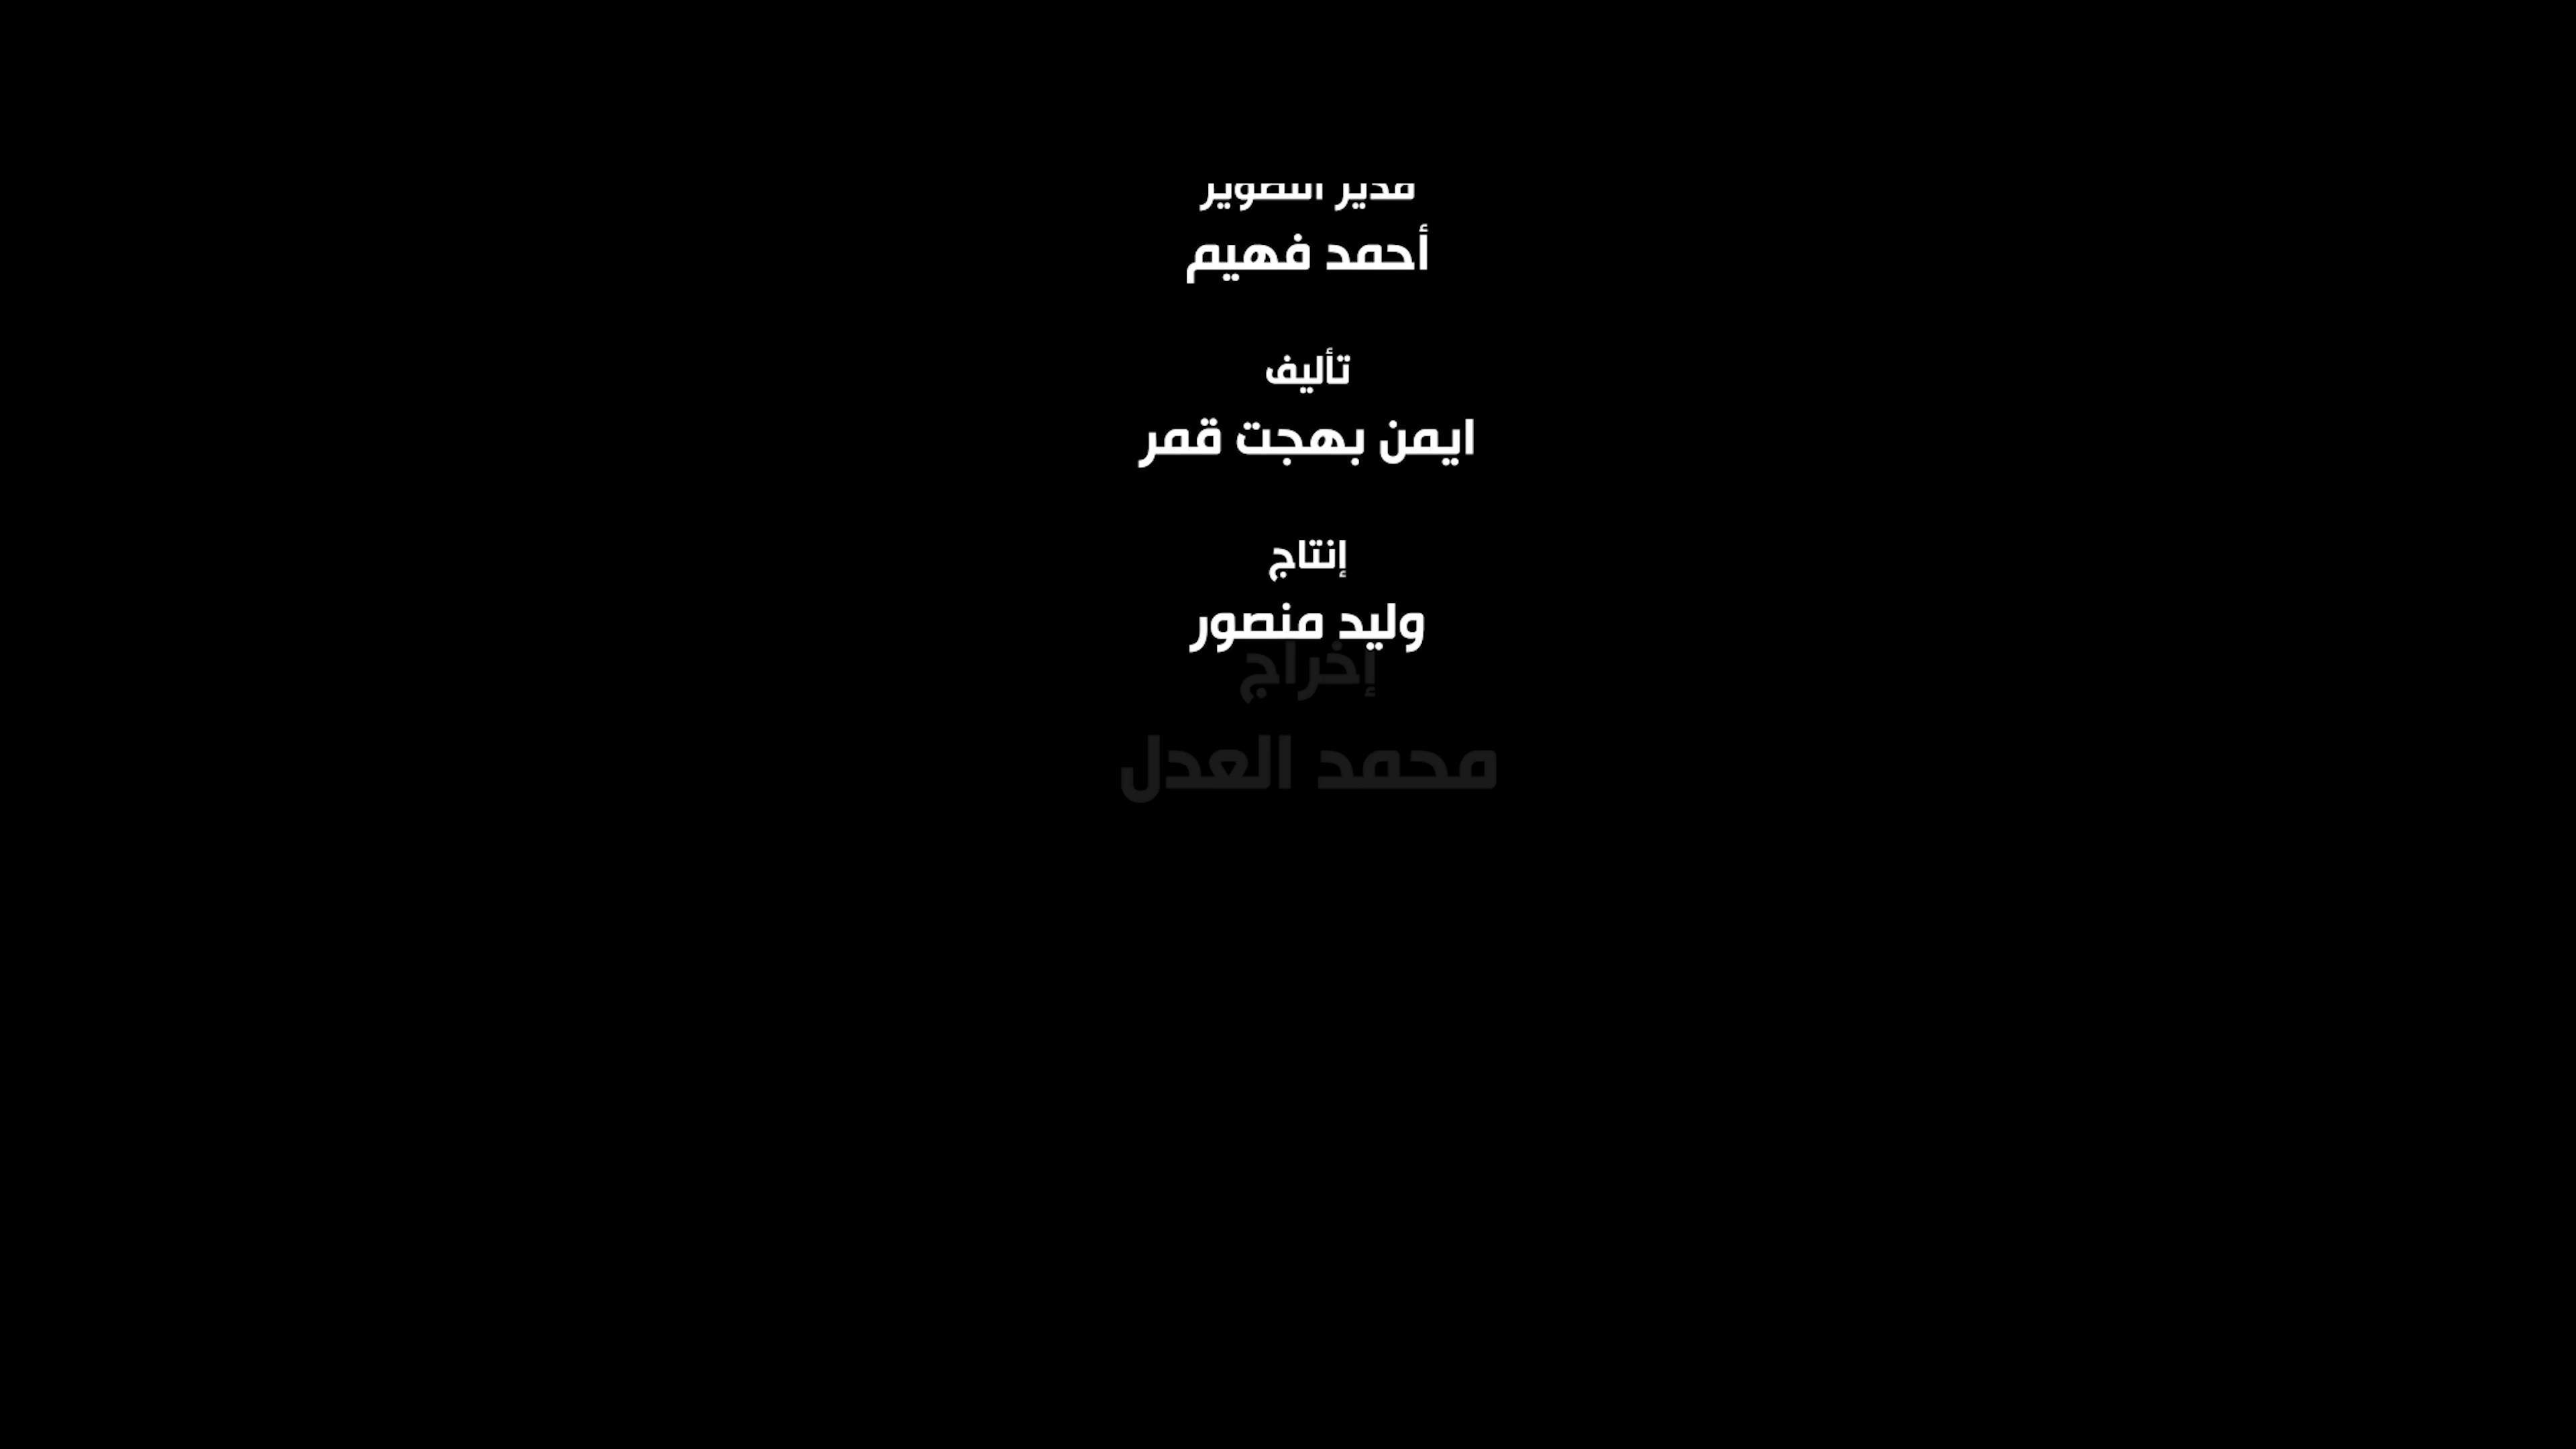 مدير التصوير
أحمد فهيم
تأليف
ايمن بهجت قمر
إنتاج
وليد منصور
إخراج
محمد العدل